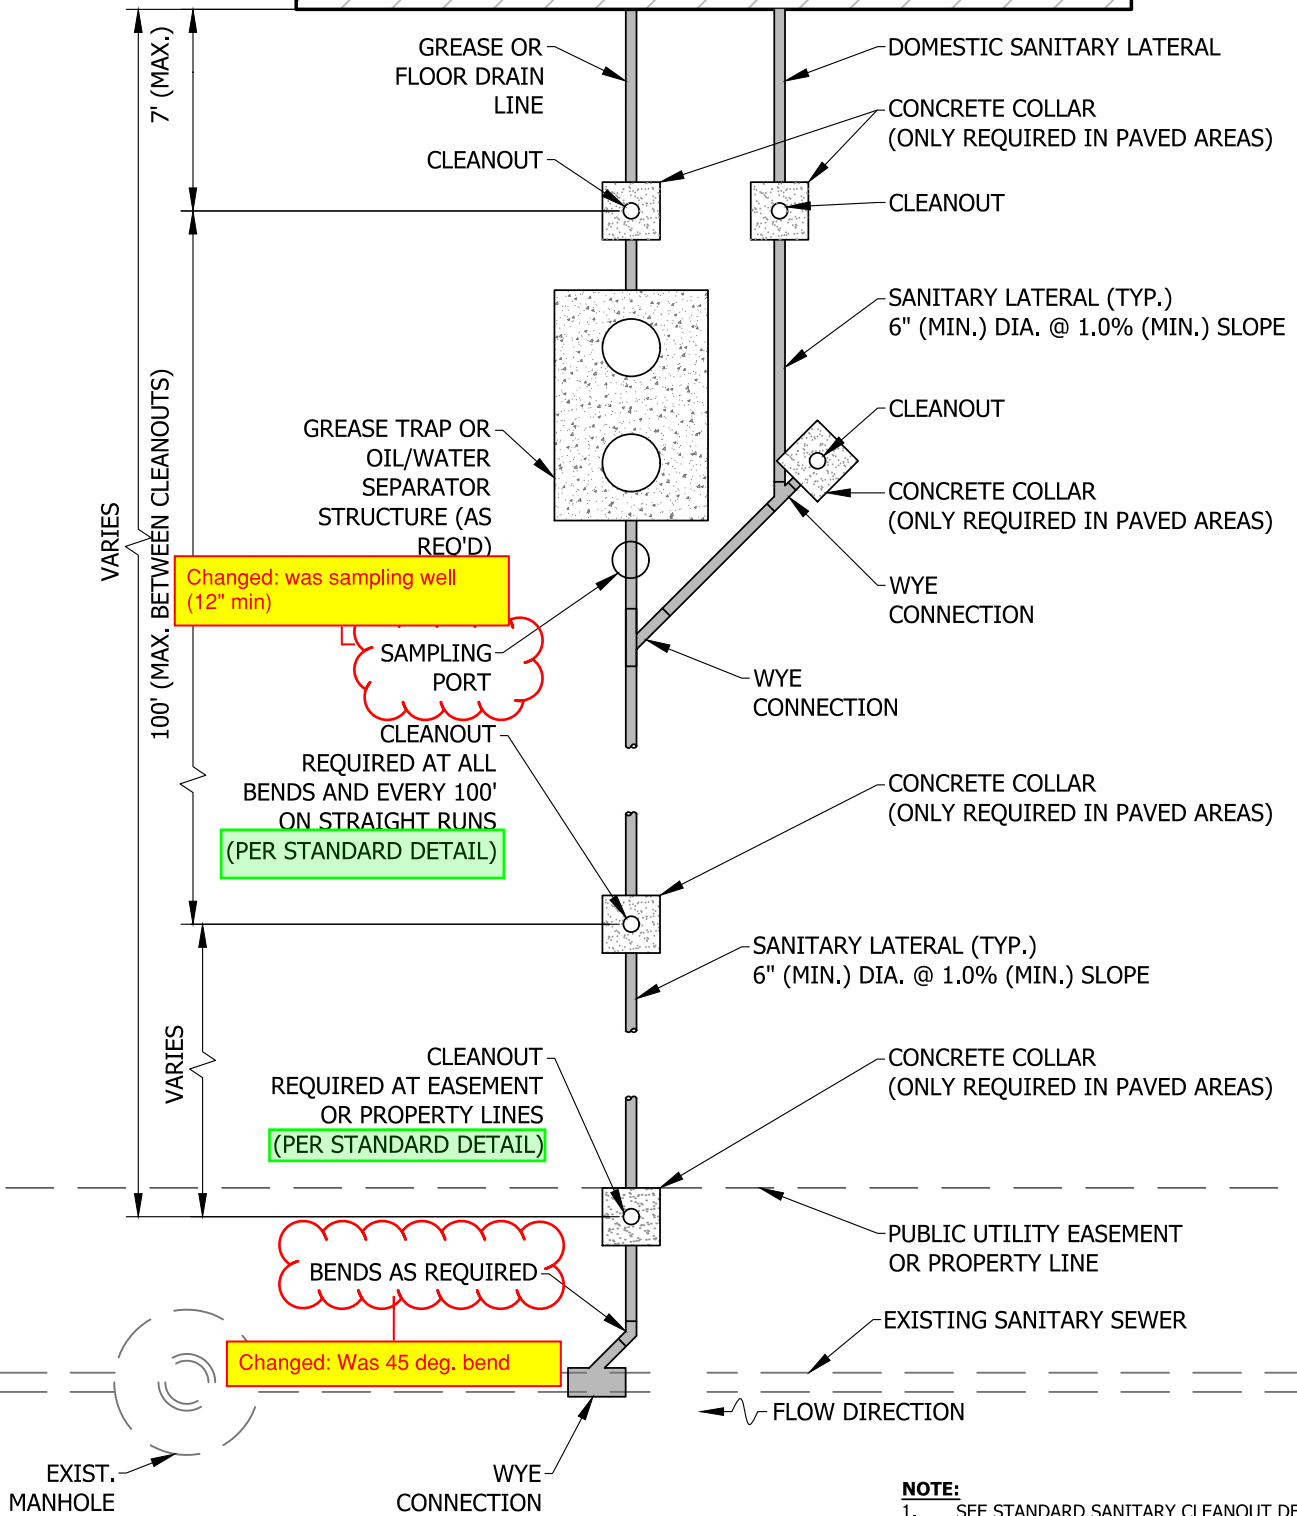 7' (MAX.)
GREASE OR
FLOOR DRAIN
LINE
DOMESTIC SANITARY LATERAL
CONCRETE COLLAR
(ONLY REQUIRED IN PAVED AREAS)
CLEANOUT
CLEANOUT
SANITARY LATERAL (TYP.)
6" (MIN.) DIA. @ 1.0% (MIN.) SLOPE
VARIES
100' (MAX. BETWEEN CLEANOUTS)
GREASE TRAP OR
OIL/WATER
SEPARATOR
STRUCTURE (AS
REQ'D)
CLEANOUT
CONCRETE COLLAR
(ONLY REQUIRED IN PAVED AREAS)
Changed: was sampling well
(12" min)
WYE
CONNECTION
SAMPLING
PORT
WYE
CONNECTION
CLEANOUT
REQUIRED AT ALL
BENDS AND EVERY 100'
ON STRAIGHT RUNS
(PER STANDARD DETAIL)
CONCRETE COLLAR
(ONLY REQUIRED IN PAVED AREAS)
SANITARY LATERAL (TYP.)
6" (MIN.) DIA. @ 1.0% (MIN.) SLOPE
VARIES
CLEANOUT
REQUIRED AT EASEMENT
OR PROPERTY LINES
(PER STANDARD DETAIL)
CONCRETE COLLAR
(ONLY REQUIRED IN PAVED AREAS)
PUBLIC UTILITY EASEMENT
OR PROPERTY LINE
BENDS AS REQUIRED
EXISTING SANITARY SEWER
Changed: Was 45 deg. bend
FLOW DIRECTION
EXIST.
MANHOLE
WYE
CONNECTION
NOTE:
1. SEE STANDARD SANITARY CLEANOUT